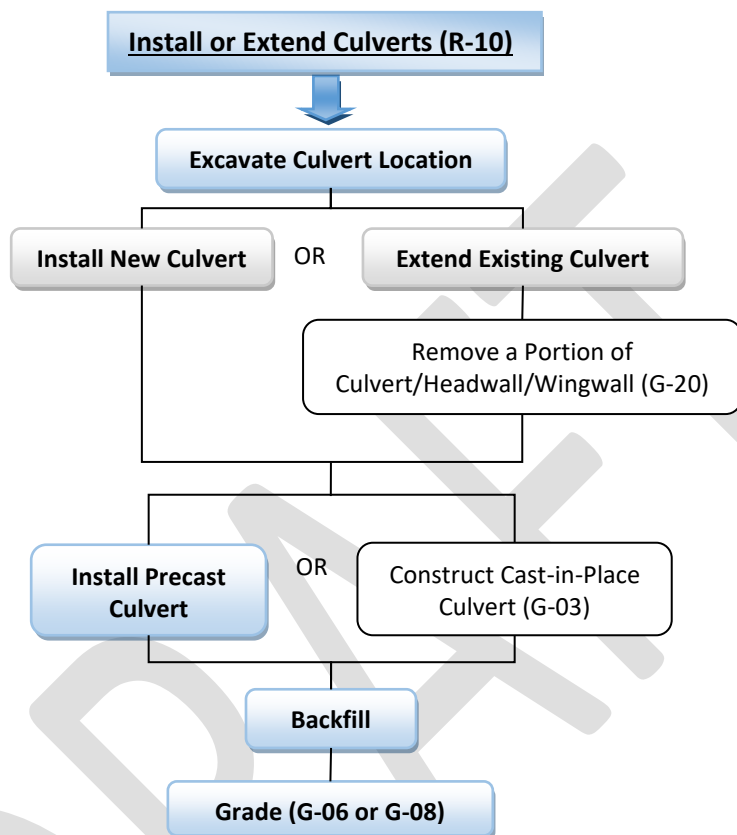 Install or Extend Culverts (R-10)
Excavate Culvert Location
Install New Culvert
OR
Extend Existing Culvert
Remove a Portion of
Culvert/Headwall/Wingwall (G-20)
Install Precast
Culvert
OR
Construct Cast-in-Place
Culvert (G-03)
Backfill
Grade (G-06 or G-08)
DRAFT